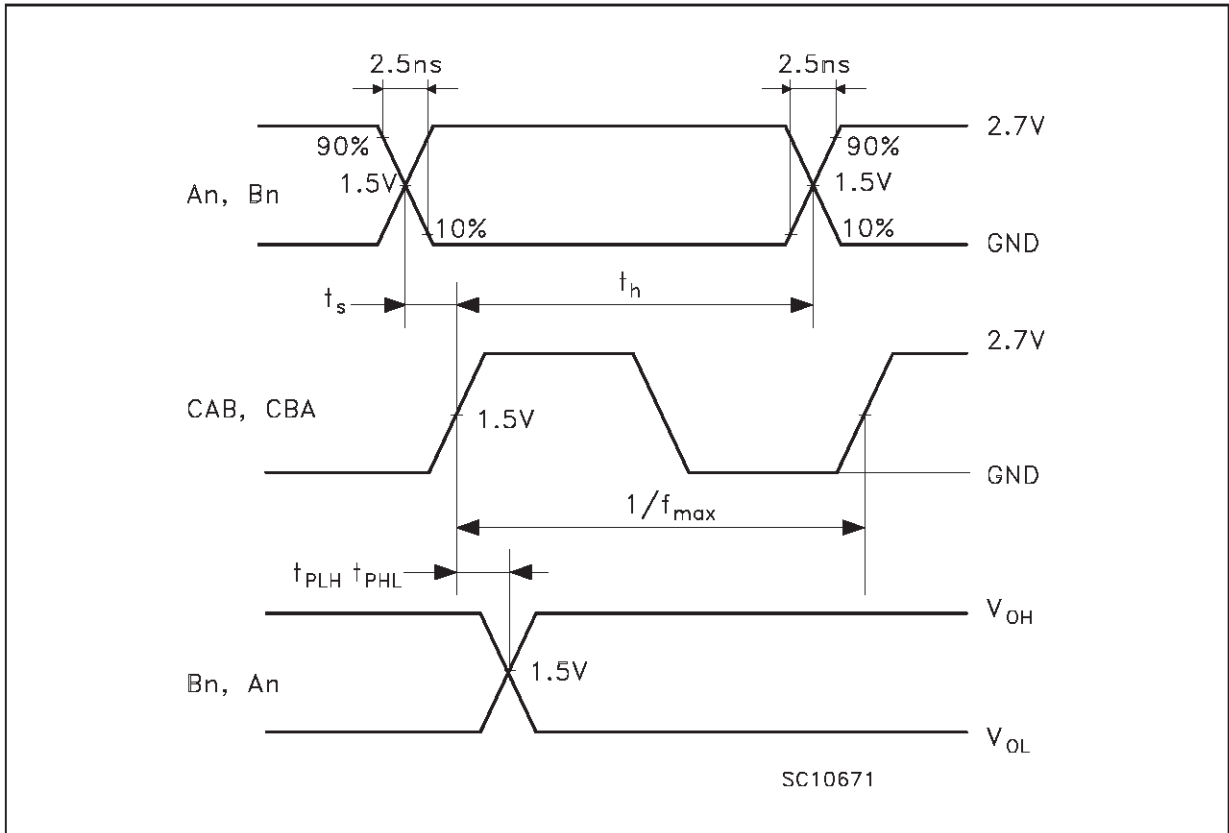 2.5ns 2.5ns
2.7V
90% 90%
An, Bn 1.5V 1.5V
10% 10%
GND
ts th
2.7V
CAB, CBA 1.5V
GND
1/fmax
tPLH tPHL
VOH
Bn, An 1.5V
VOL
SC10671